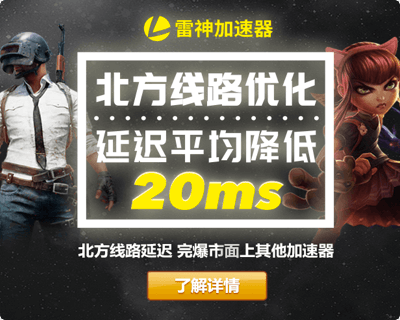 雷神加速器
北方线路优化
延迟平均降低
20ms
北方线路延迟 完爆市面上其他加速器
了解详情